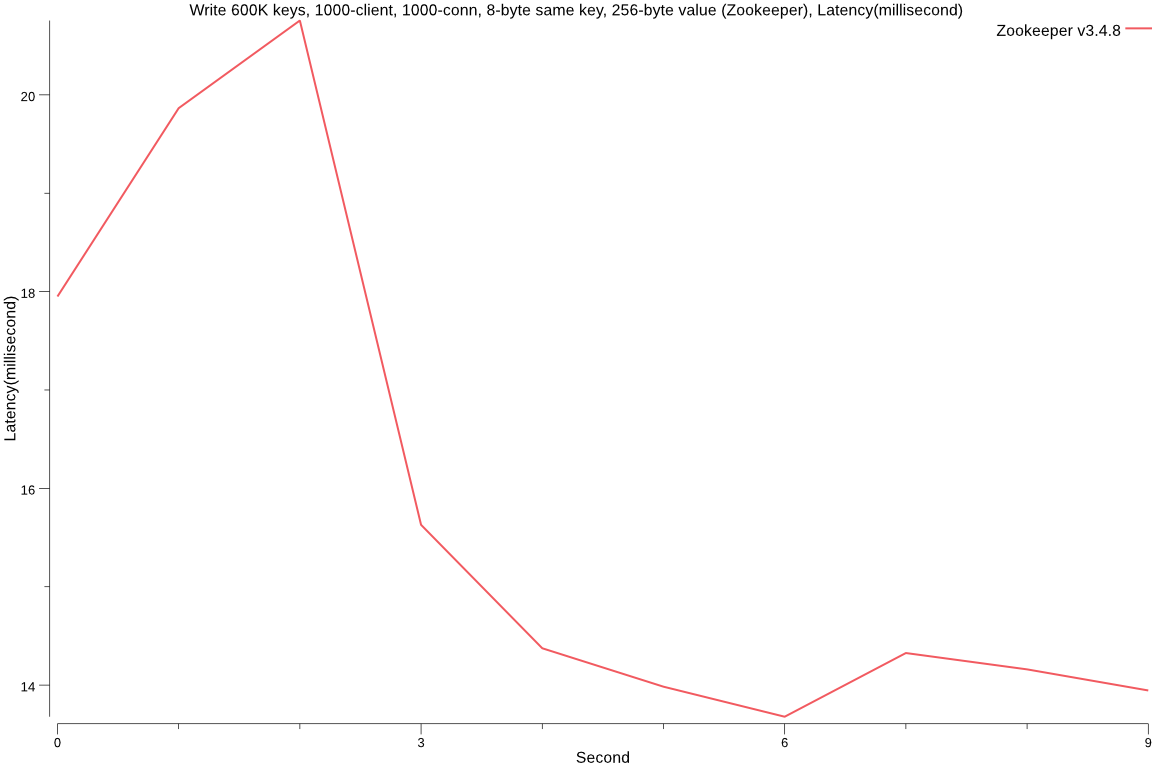 Write 600K keys, 1000-client, 1000-conn, 8-byte same key, 256-byte value (Zookeeper), Latency(millisecond)
Zookeeper v3.4.8
20
18
16
14
Latency(millisecond)
0 3 6 9
Second